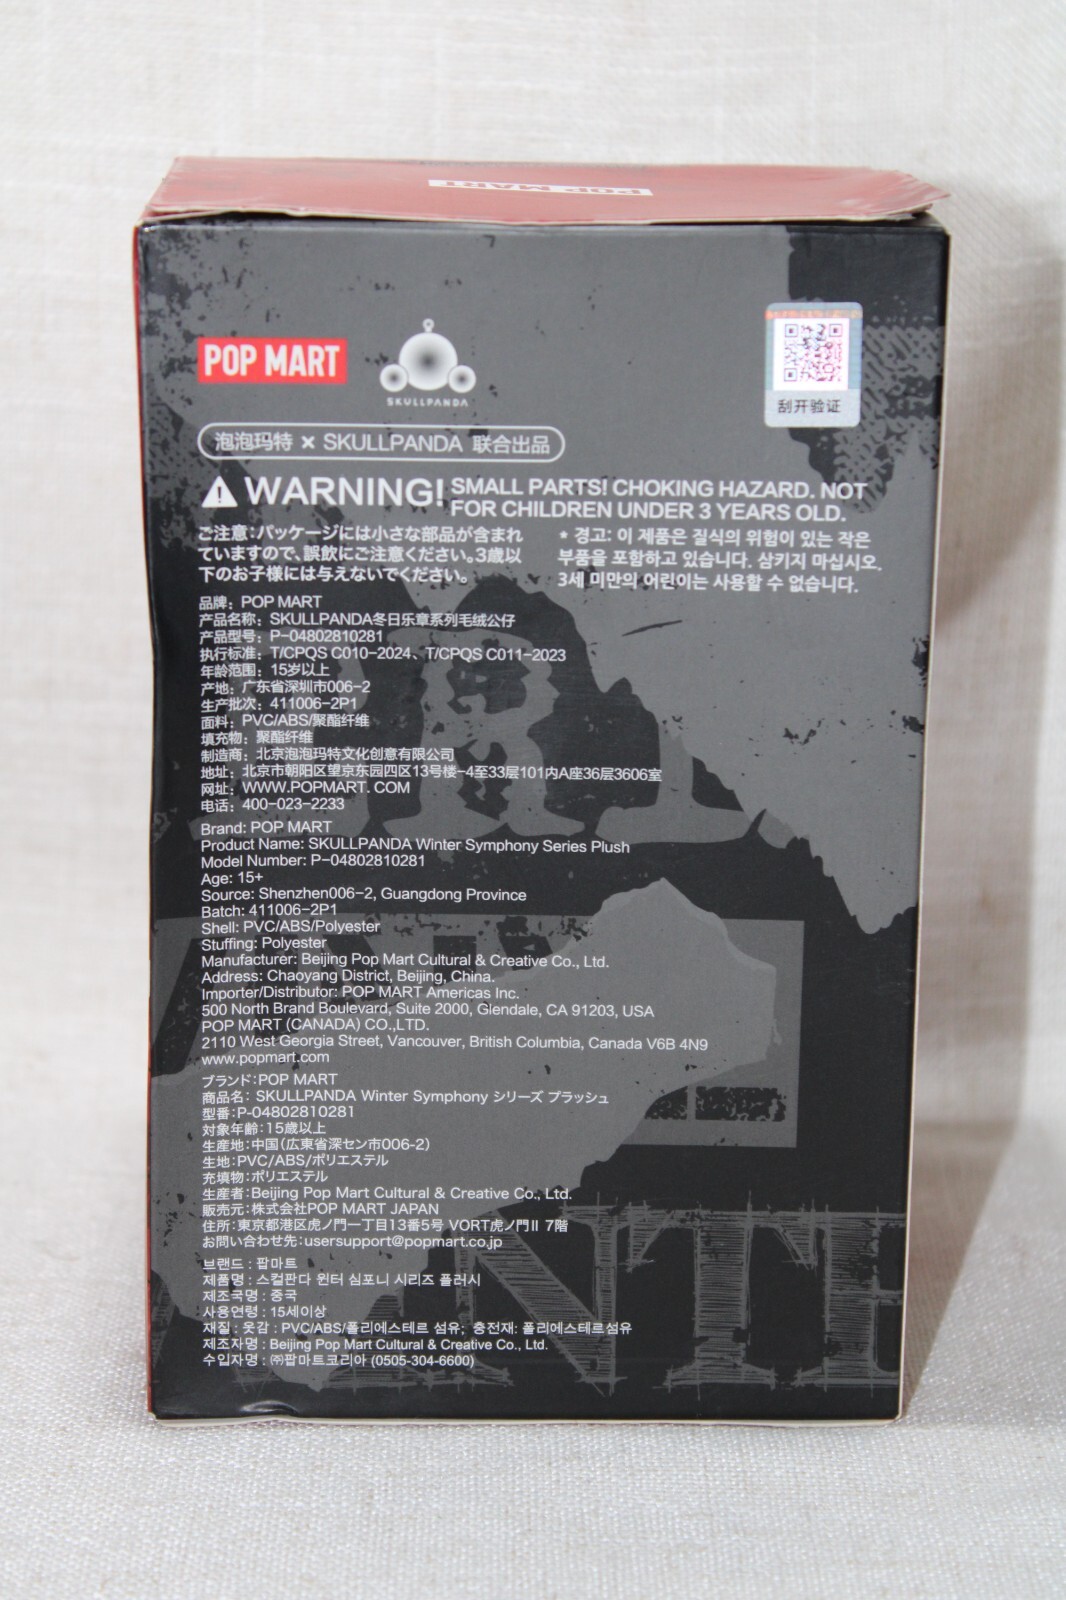 POP MART
POP MART
SKULLPANDA
刮开验证
泡泡玛特 × SKULLPANDA 联合出品
WARNING! SMALL PARTS! CHOKING HAZARD. NOT
FOR CHILDREN UNDER 3 YEARS OLD.
ご注意:パッケージには小さな部品が含まれ
ていますので、誤飲にご注意ください。3歳以
下のお子様には与えないでください。
* 경고: 이 제품은 질식의 위험이 있는 작은
부품을 포함하고 있습니다. 삼키지 마십시오.
3세 미만의 어린이는 사용할 수 없습니다.
品牌: POP MART
产品名称: SKULLPANDA冬日乐章系列毛绒公仔
产品型号: P-04802810281
执行标准: T/CPQS C010-2024、T/CPQS C011-2023
年龄范围: 15岁以上
产地: 广东省深圳市006-2
生产批次: 411006-2P1
面料: PVC/ABS/聚酯纤维
填充物: 聚酯纤维
制造商: 北京泡泡玛特文化创意有限公司
地址: 北京市朝阳区望京东园四区13号楼-4至33层101内A座36层3606室
网址: WWW.POPMART.COM
电话: 400-023-2233
Brand: POP MART
Product Name: SKULLPANDA Winter Symphony Series Plush
Model Number: P-04802810281
Age: 15+
Source: Shenzhen006-2, Guangdong Province
Batch: 411006-2P1
Shell: PVC/ABS/Polyester
Stuffing: Polyester
Manufacturer: Beijing Pop Mart Cultural & Creative Co., Ltd.
Address: Chaoyang District, Beijing, China.
Importer/Distributor: POP MART Americas Inc.
500 North Brand Boulevard, Suite 2000, Glendale, CA 91203, USA
POP MART (CANADA) CO.,LTD.
2110 West Georgia Street, Vancouver, British Columbia, Canada V6B 4N9
www.popmart.com
ブランド:POP MART
商品名: SKULLPANDA Winter Symphony シリーズ プラッシュ
型番:P-04802810281
対象年齢:15歳以上
生産地:中国(広東省深セン市006-2)
生地:PVC/ABS/ポリエステル
充填物:ポリエステル
生産者:Beijing Pop Mart Cultural & Creative Co., Ltd.
販売元:株式会社POP MART JAPAN
住所:東京都港区虎ノ門一丁目13番5号 VORT虎ノ門II 7階
お問い合わせ先:usersupport@popmart.co.jp
브랜드 : 팝마트
제품명 : 스컬판다 윈터 심포니 시리즈 플러시
제조국명 : 중국
사용연령 : 15세이상
재질 : 옷감 : PVC/ABS/폴리에스테르 섬유; 충전재: 폴리에스테르섬유
제조자명 : Beijing Pop Mart Cultural & Creative Co., Ltd.
수입자명 : ㈜팝마트코리아 (0505-304-6600)